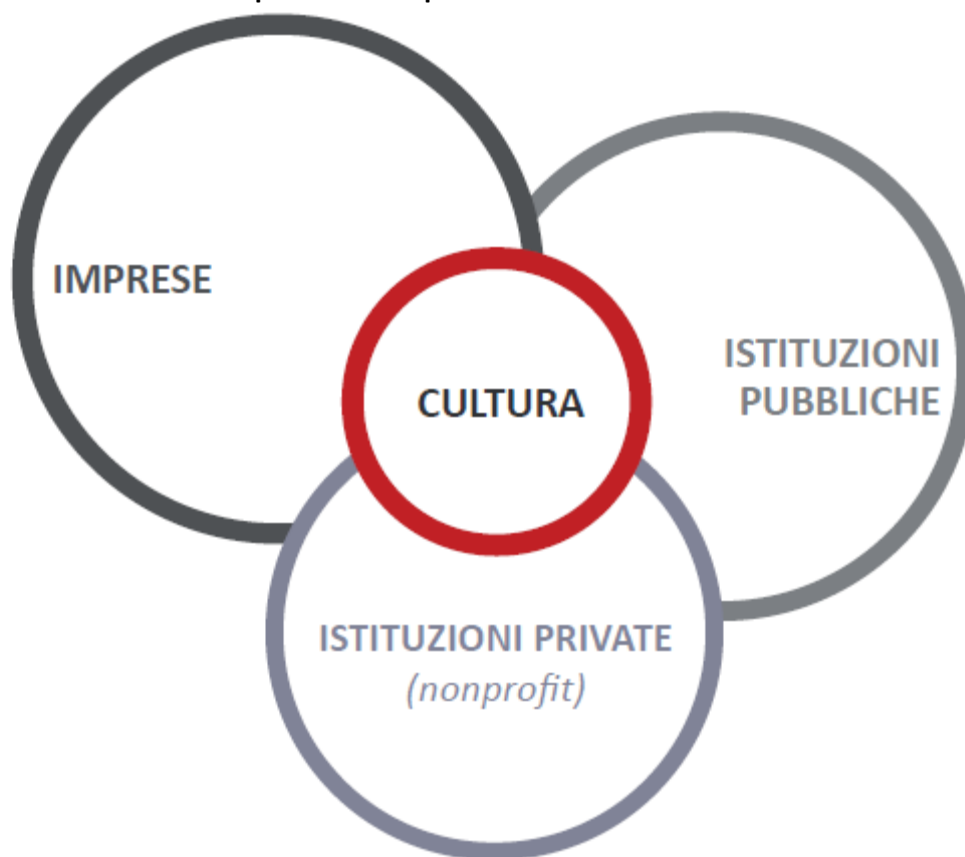 IMPRESE
ISTITUZIONI
PUBBLICHE
CULTURA
ISTITUZIONI PRIVATE
(nonprofit)